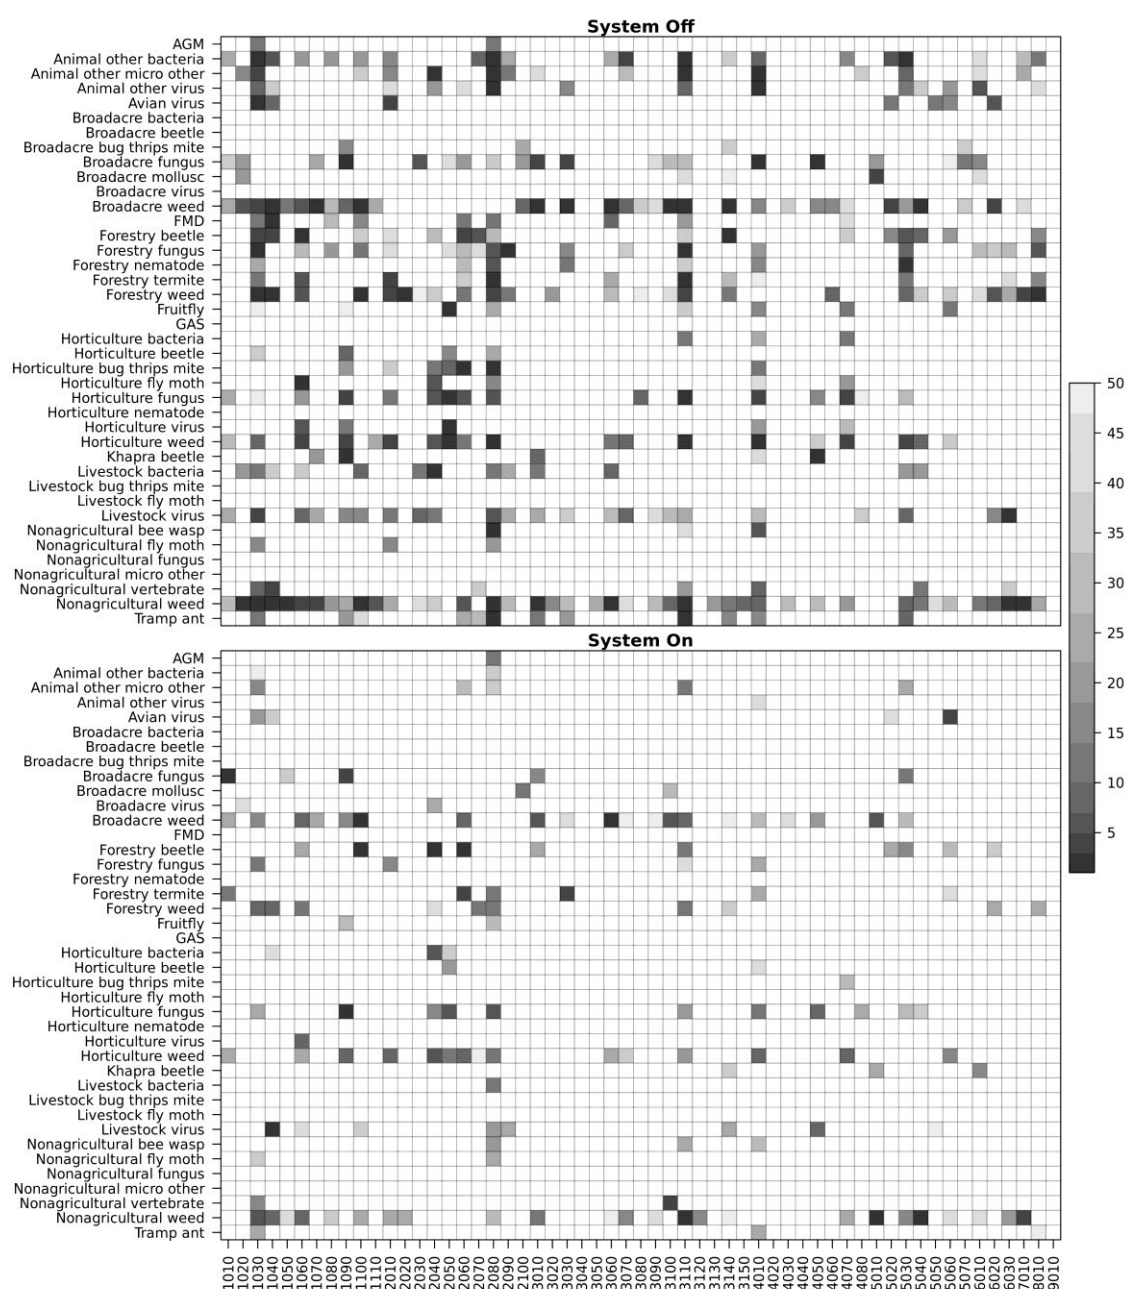 System Off
AGM
Animal other bacteria
Animal other micro other
Animal other virus
Avian virus
Broadacre bacteria
Broadacre beetle
Broadacre bug thrips mite
Broadacre fungus
Broadacre mollusc
Broadacre virus
Broadacre weed
FMD
Forestry beetle
Forestry fungus
Forestry nematode
Forestry termite
Forestry weed
Fruitfly
GAS
Horticulture bacteria
Horticulture beetle
Horticulture bug thrips mite
Horticulture fly moth
Horticulture fungus
Horticulture nematode
Horticulture virus
Horticulture weed
Khapra beetle
Livestock bacteria
Livestock bug thrips mite
Livestock fly moth
Livestock virus
Nonagricultural bee wasp
Nonagricultural fly moth
Nonagricultural fungus
Nonagricultural micro other
Nonagricultural vertebrate
Nonagricultural weed
Tramp ant
System On
AGM
Animal other bacteria
Animal other micro other
Animal other virus
Avian virus
Broadacre bacteria
Broadacre beetle
Broadacre bug thrips mite
Broadacre fungus
Broadacre mollusc
Broadacre virus
Broadacre weed
FMD
Forestry beetle
Forestry fungus
Forestry nematode
Forestry termite
Forestry weed
Fruitfly
GAS
Horticulture bacteria
Horticulture beetle
Horticulture bug thrips mite
Horticulture fly moth
Horticulture fungus
Horticulture nematode
Horticulture virus
Horticulture weed
Khapra beetle
Livestock bacteria
Livestock bug thrips mite
Livestock fly moth
Livestock virus
Nonagricultural bee wasp
Nonagricultural fly moth
Nonagricultural fungus
Nonagricultural micro other
Nonagricultural vertebrate
Nonagricultural weed
Tramp ant
1010
1020
1030
1040
1050
1060
1070
1080
1090
1100
1110
2010
2020
2030
2040
2050
2060
2070
2080
2090
2100
3010
3020
3030
3040
3050
3060
3070
3080
3090
3100
3110
3120
3130
3140
3150
4010
4020
4030
4040
4050
4060
4070
4080
5010
5020
5030
5040
5050
5060
5070
6010
6020
6030
7010
8010
9010
50
45
40
35
30
25
20
15
10
5